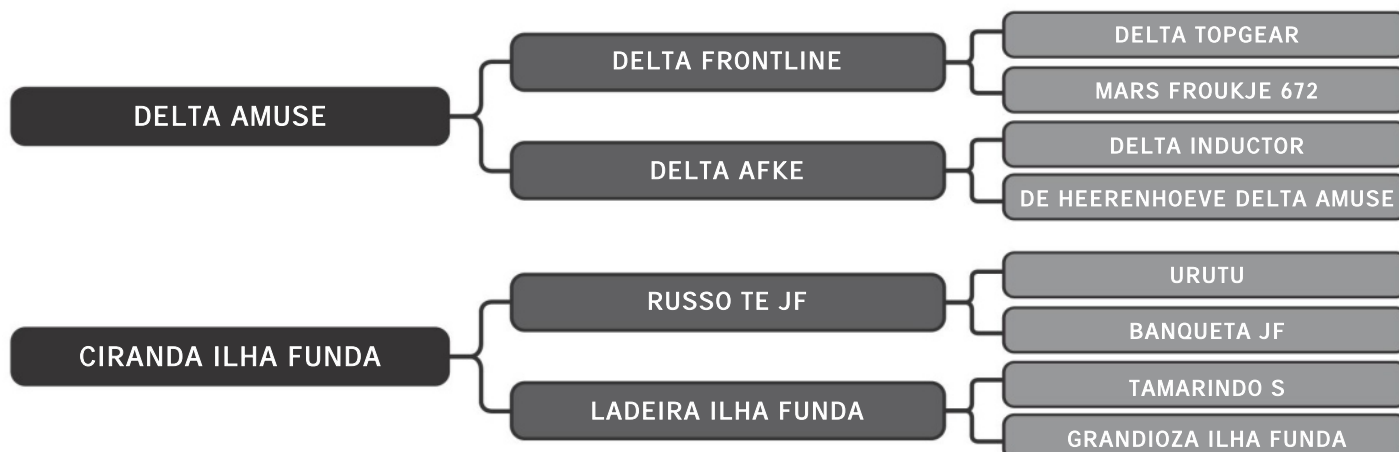 DELTA AMUSE
DELTA FRONTLINE
DELTA TOPGEAR
MARS FROUKJE 672
DELTA AFKE
DELTA INDUCTOR
DE HEERENHOEVE DELTA AMUSE
CIRANDA ILHA FUNDA
RUSSO TE JF
URUTU
BANQUETA JF
LADEIRA ILHA FUNDA
TAMARINDO S
GRANDIOZA ILHA FUNDA